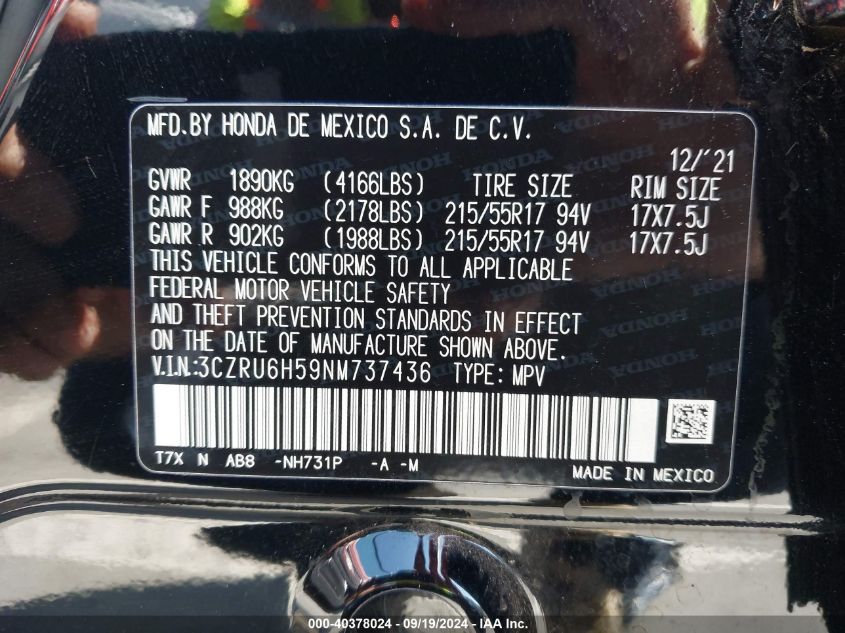 MFD.BY HONDA DE MEXICO S.A. DE C.V.
12/'21
GVWR 1890KG (4166LBS) TIRE SIZE RIM SIZE
GAWR F 988KG (2178LBS) 215/55R17 94V 17X7.5J
GAWR R 902KG (1988LBS) 215/55R17 94V 17X7.5J
THIS VEHICLE CONFORMS TO ALL APPLICABLE
FEDERAL MOTOR VEHICLE SAFETY
AND THEFT PREVENTION STANDARDS IN EFFECT
ON THE DATE OF MANUFACTURE SHOWN ABOVE.
V.I.N.:3CZRU6H59NM737436 TYPE: MPV
T7X N AB8 -NH731P -A -M
MADE IN MEXICO
000-40378024 - 09/19/2024 - IAA Inc.